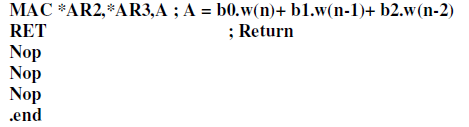 MAC *AR2,*AR3,A ; A = b0.w(n)+ b1.w(n-1)+ b2.w(n-2)
RET ; Return
Nop
Nop
Nop
.end